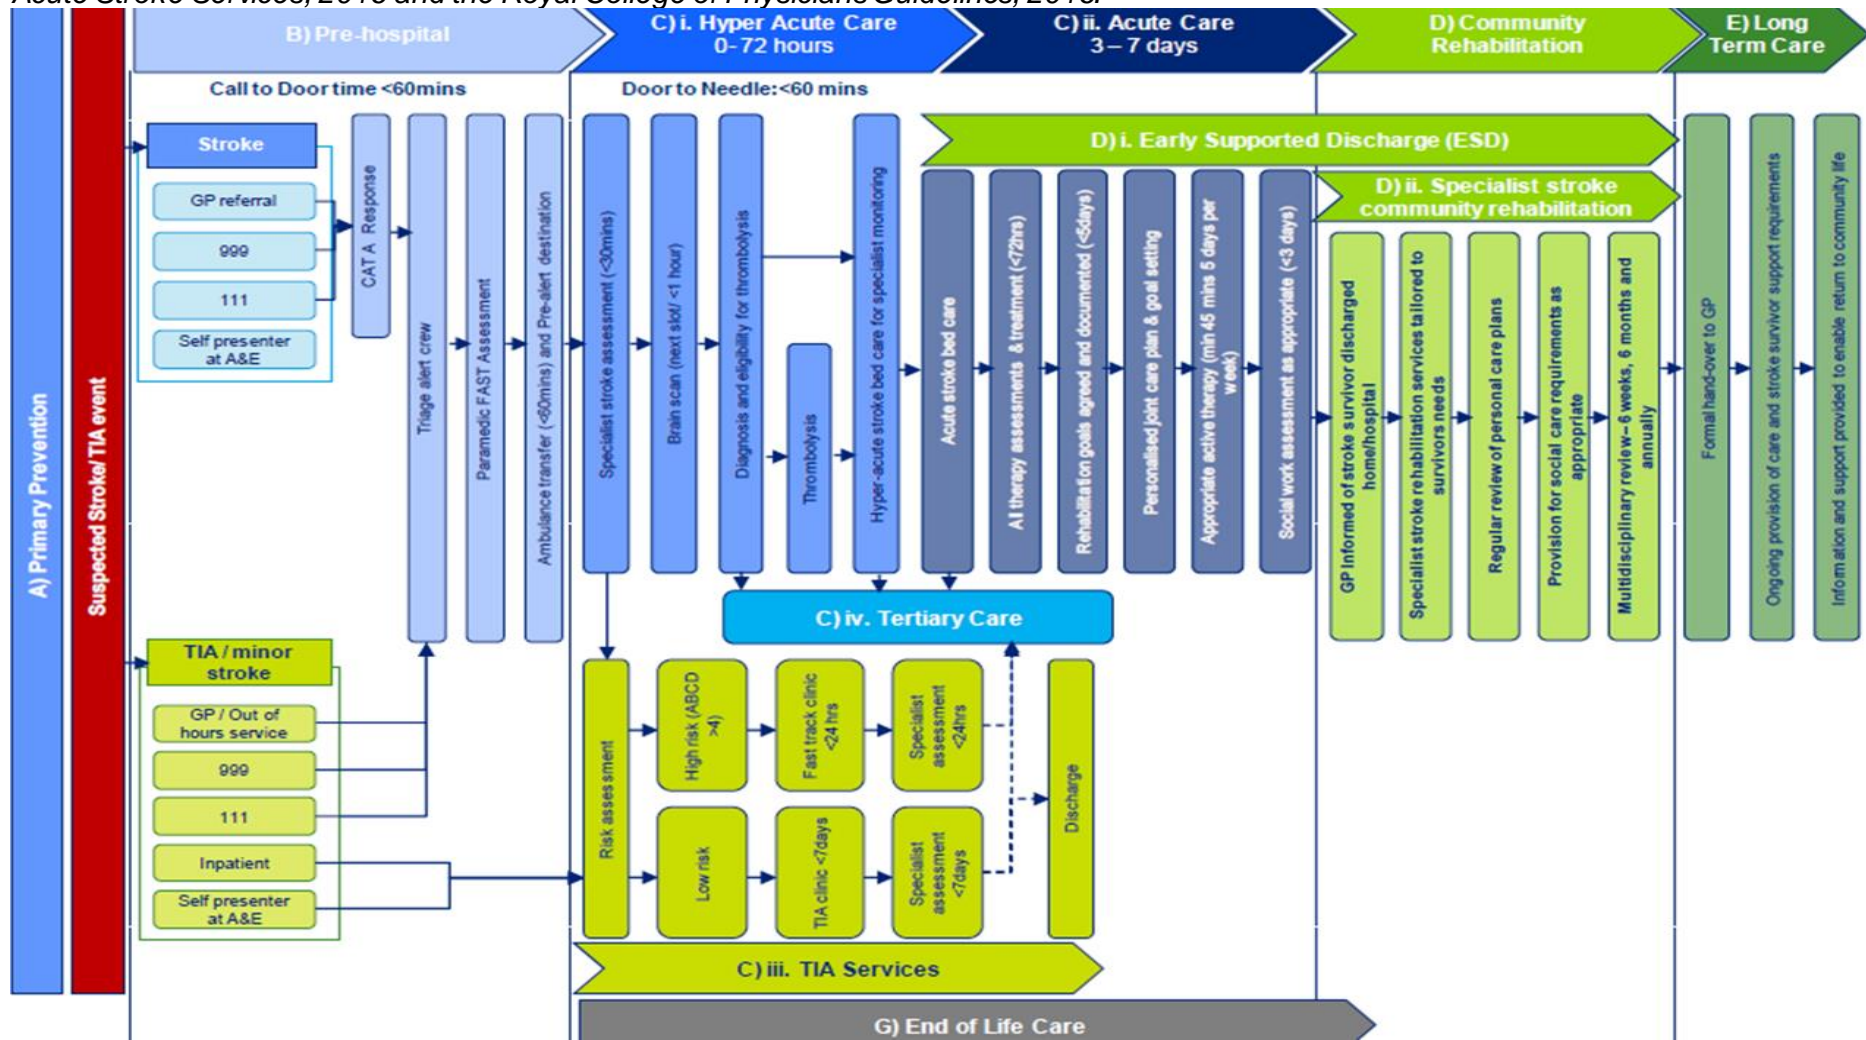 Acute Stroke Services, 2015 and the Royal College of Physicians Guidelines, 2016.
B) Pre-hospital
C) i. Hyper Acute Care
0-72 hours
C) ii. Acute Care
3 – 7 days
D) Community
Rehabilitation
E) Long
Term Care
Call to Door time <60mins
Door to Needle: <60 mins
A) Primary Prevention
Suspected Stroke/ TIA event
Stroke
GP referral
999
111
Self presenter
at A&E
CAT A Response
Triage alert crew
Paramedic FAST Assessment
Ambulance transfer (<60mins) and Pre-alert destination
Specialist stroke assessment (<30mins)
Brain scan (next slot/ <1 hour)
Diagnosis and eligibility for thrombolysis
Thrombolysis
Hyper-acute stroke bed care for specialist monitoring
D) i. Early Supported Discharge (ESD)
Acute stroke bed care
All therapy assessments & treatment (<72hrs)
Rehabilitation goals agreed and documented (<5days)
Personalised joint care plan & goal setting
Appropriate active therapy (min 45 mins 5 days per
week)
Social work assessment as appropriate (<3 days)
D) ii. Specialist stroke
community rehabilitation
GP Informed of stroke survivor discharged
home/hospital
Specialist stroke rehabilitation services tailored to
survivors needs
Regular review of personal care plans
Provision for social care requirements as
appropriate
Multidisciplinary review – 6 weeks, 6 months and
annually
Formal hand-over to GP
Ongoing provision of care and stroke survivor support requirements
Information and support provided to enable return to community life
C) iv. Tertiary Care
TIA / minor
stroke
GP / Out of
hours service
999
111
Inpatient
Self presenter
at A&E
Risk assessment
High risk (ABCD
>4)
Fast track clinic
<24 hrs
Specialist
assessment
<24hrs
Low risk
TIA clinic <7days
Specialist
assessment
<7days
Discharge
C) iii. TIA Services
G) End of Life Care